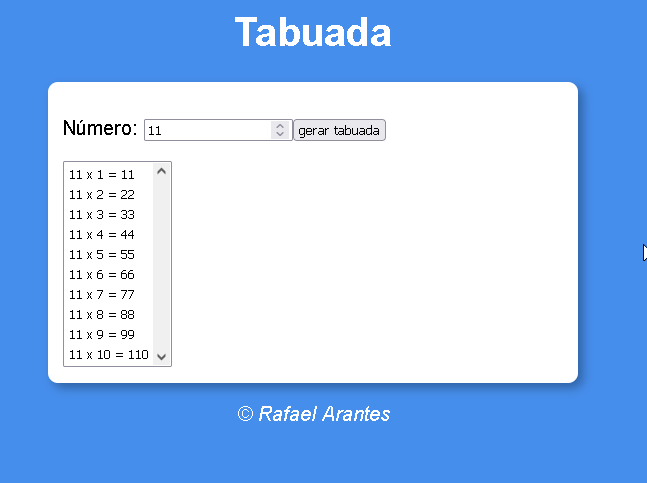 Tabuada
Número: 11 gerar tabuada
11 x 1 = 11
11 x 2 = 22
11 x 3 = 33
11 x 4 = 44
11 x 5 = 55
11 x 6 = 66
11 x 7 = 77
11 x 8 = 88
11 x 9 = 99
11 x 10 = 110
© Rafael Arantes